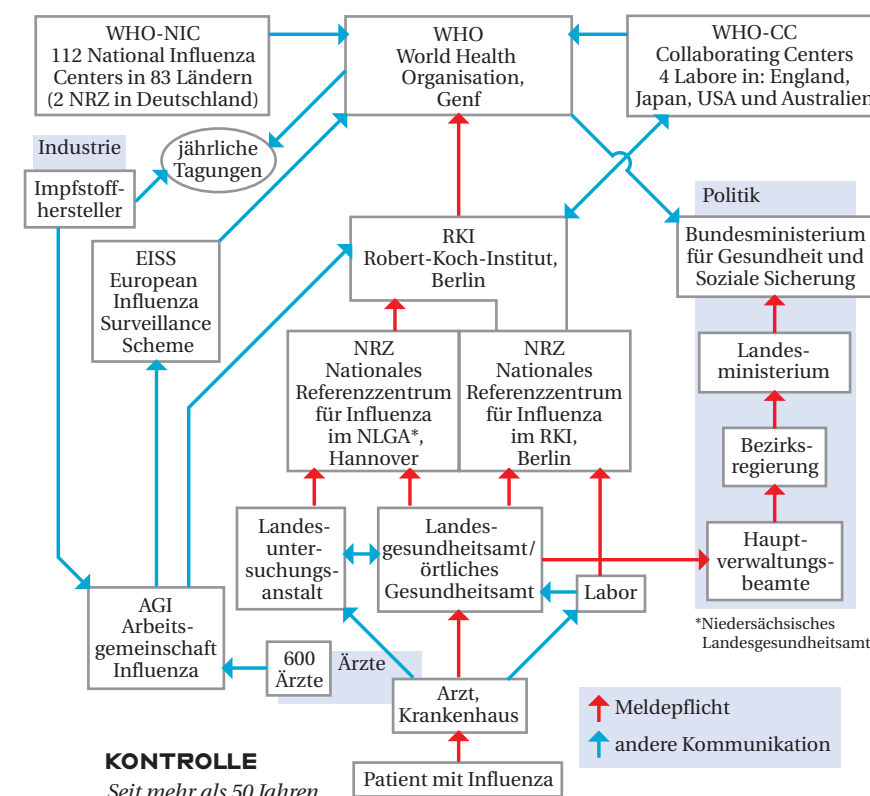 WHO-NIC
112 National Influenza
Centers in 83 Ländern
(2 NRZ in Deutschland)
WHO
World Health
Organisation,
Genf
WHO-CC
Collaborating Centers
4 Labore in: England,
Japan, USA und Australien
Industrie
jährliche
Tagungen
Impfstoff-
hersteller
Politik
EISS
European
Influenza
Surveillance
Scheme
RKI
Robert-Koch-Institut,
Berlin
Bundesministerium
für Gesundheit und
Soziale Sicherung
NRZ
Nationales
Referenzzentrum
für Influenza
im NLGA*,
Hannover
NRZ
Nationales
Referenzzentrum
für Influenza
im RKI,
Berlin
Landes-
ministerium
Bezirks-
regierung
Landes-
unter-
suchungs-
anstalt
Landes-
gesundheitsamt/
örtliches
Gesundheitsamt
Labor
Haupt-
verwaltungs-
beamte
*Niedersächsisches
Landesgesundheitsamt
AGI
Arbeits-
gemeinschaft
Influenza
600
Ärzte
Ärzte
Arzt,
Krankenhaus
Meldepflicht
andere Kommunikation
Patient mit Influenza
KONTROLLE
Seit mehr als 50 Jahren